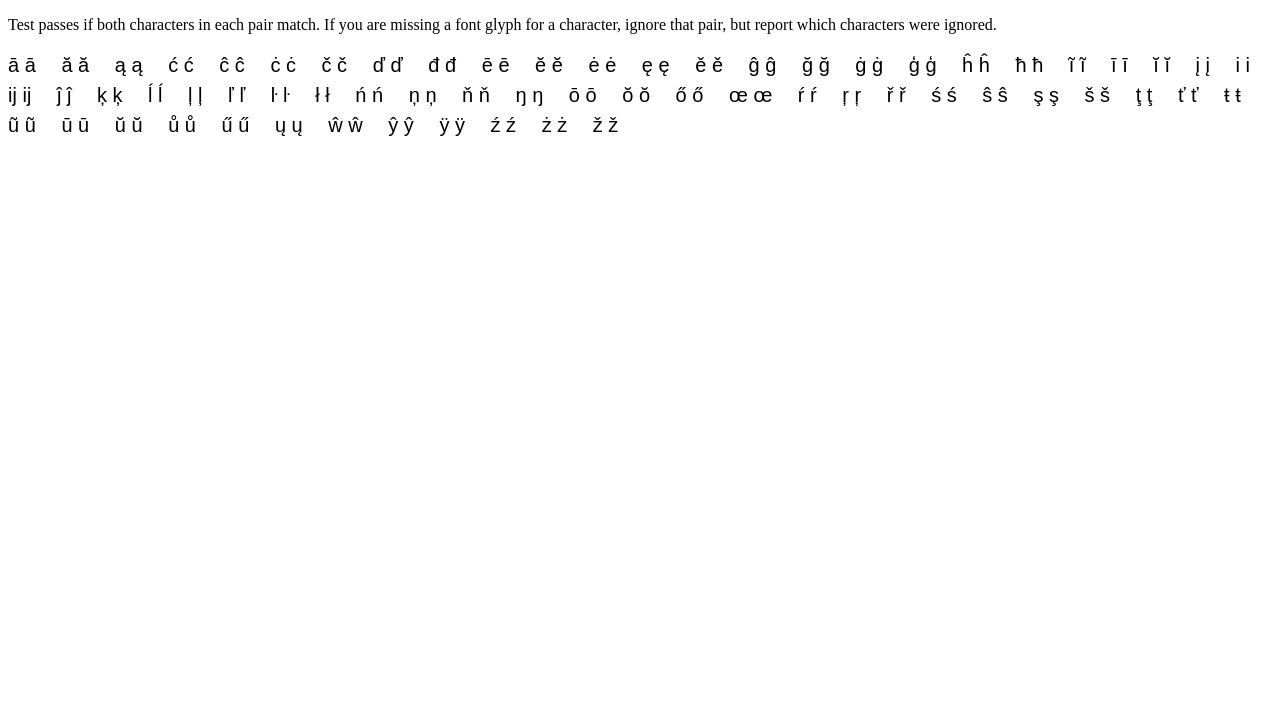 Test passes if both characters in each pair match. If you are missing a font glyph for a character, ignore that pair, but report which characters were ignored.
ā ā ă ă ą ą ć ć ĉ ĉ ċ ċ č č ď ď đ đ ē ē ĕ ĕ ė ė ę ę ě ě ĝ ĝ ğ ğ ġ ġ ģ ģ ĥ ĥ ħ ħ ĩ ĩ ī ī ĭ ĭ į į i i
ĳ ĳ ĵ ĵ ķ ķ ĺ ĺ ļ ļ ľ ľ ŀ ŀ ł ł ń ń ņ ņ ň ň ŋ ŋ ō ō ŏ ŏ ő ő œ œ ŕ ŕ ŗ ŗ ř ř ś ś ŝ ŝ ş ş š š ţ ţ ť ť ŧ ŧ
ũ ũ ū ū ŭ ŭ ů ů ű ű ų ų ŵ ŵ ŷ ŷ ÿ ÿ ź ź ż ż ž ž